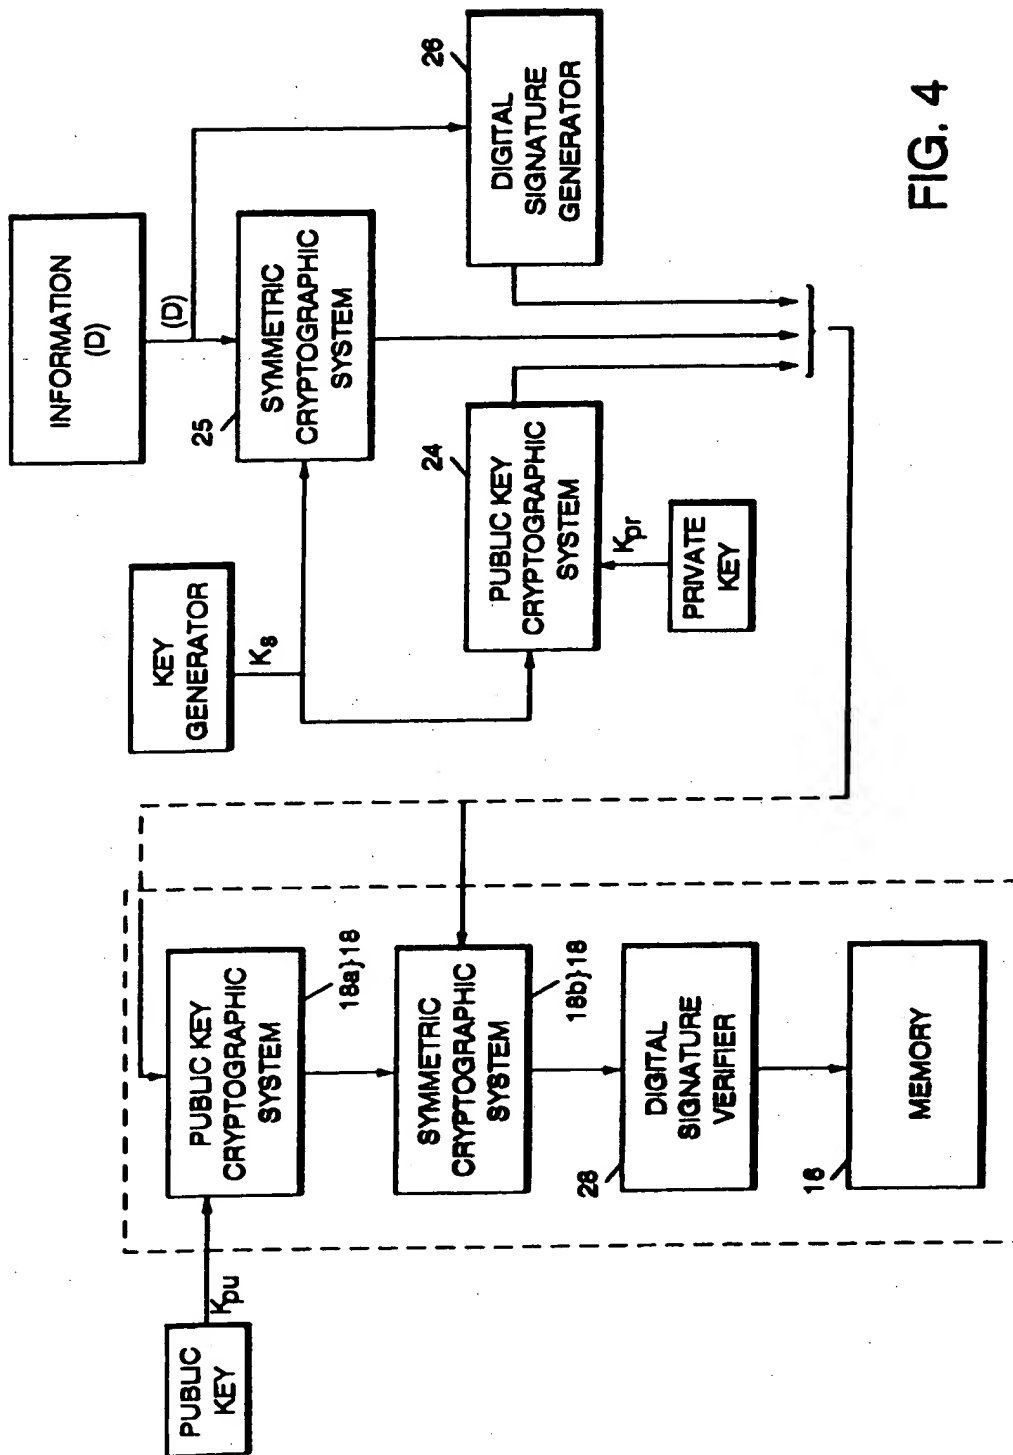 INFORMATION
(D)
(D)
KEY
GENERATOR
Ks
25
SYMMETRIC
CRYPTOGRAPHIC
SYSTEM
24
PUBLIC KEY
CRYPTOGRAPHIC
SYSTEM
Kpr
PRIVATE
KEY
26
DIGITAL
SIGNATURE
GENERATOR
PUBLIC
KEY
Kpu
PUBLIC KEY
CRYPTOGRAPHIC
SYSTEM
18a}18
SYMMETRIC
CRYPTOGRAPHIC
SYSTEM
18b}18
28
DIGITAL
SIGNATURE
VERIFIER
16
MEMORY
FIG. 4